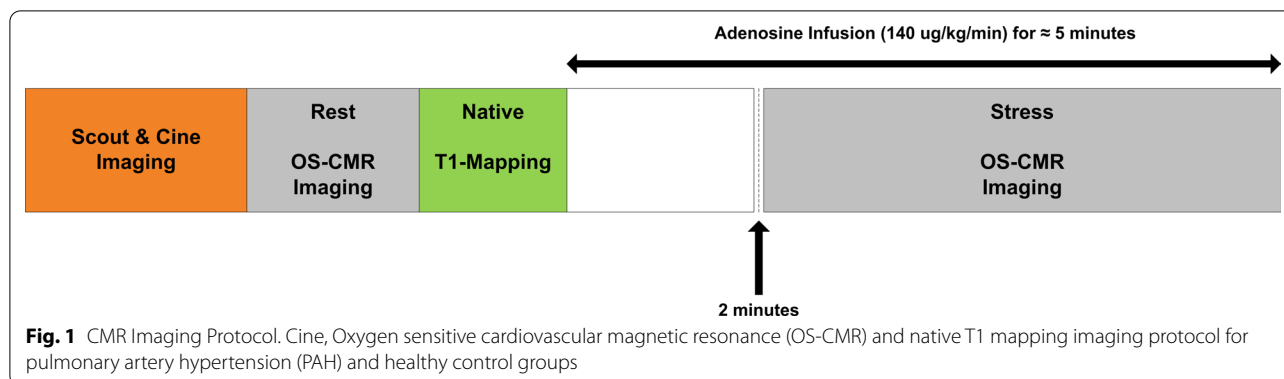 Adenosine Infusion (140 ug/kg/min) for ≈ 5 minutes
Scout & Cine
Imaging
Rest
OS-CMR
Imaging
Native
T1-Mapping
Stress
OS-CMR
Imaging
2 minutes
Fig. 1 CMR Imaging Protocol. Cine, Oxygen sensitive cardiovascular magnetic resonance (OS-CMR) and native T1 mapping imaging protocol for
pulmonary artery hypertension (PAH) and healthy control groups